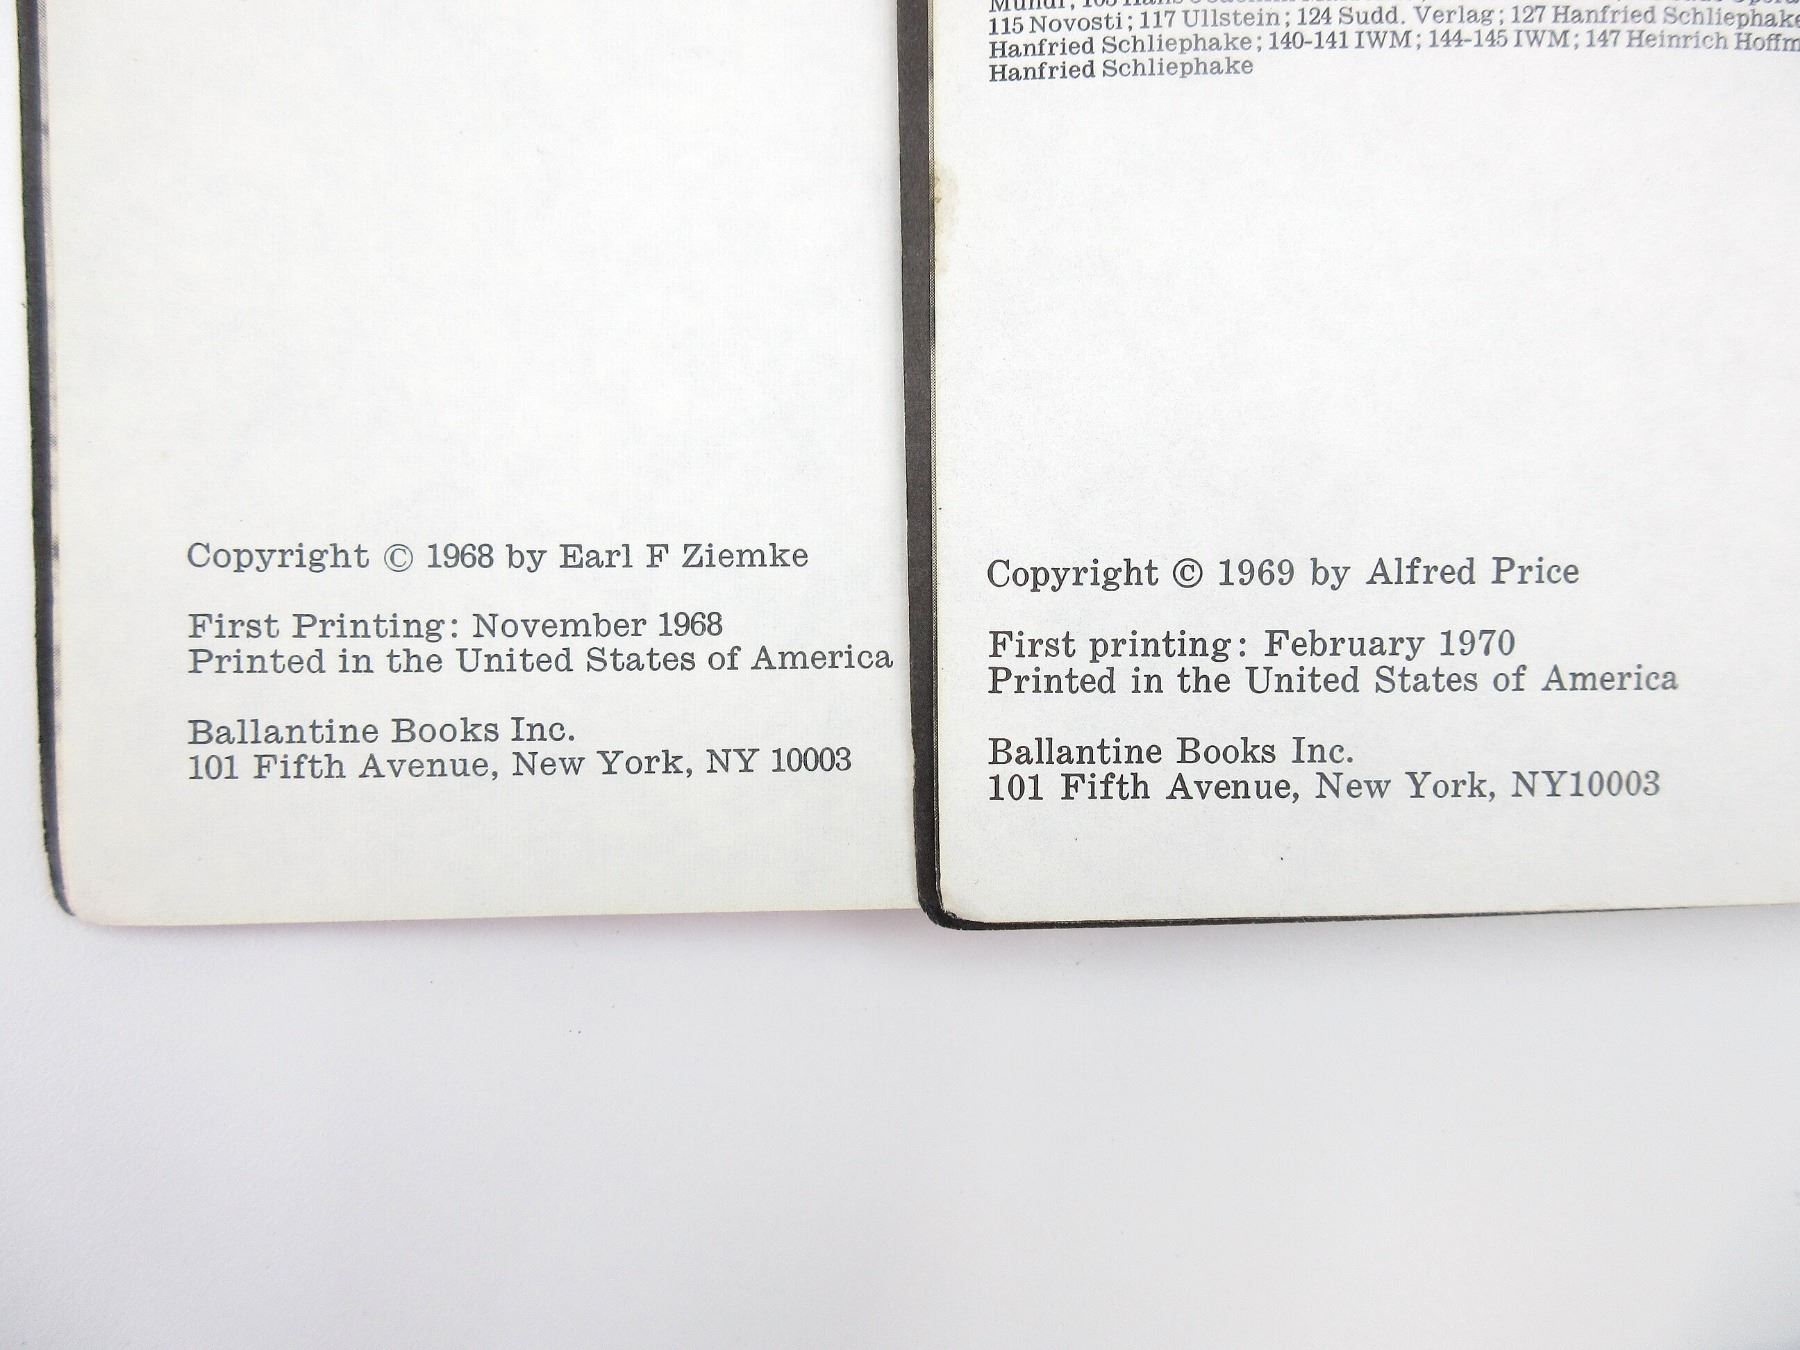 Copyright © 1968 by Earl F Ziemke
First Printing: November 1968
Printed in the United States of America
Ballantine Books Inc.
101 Fifth Avenue, New York, NY 10003
115 Novosti; 117 Ullstein; 124 Sudd. Verlag; 127 Hanfried Schliephake
Hanfried Schliephake; 140-141 IWM; 144-145 IWM; 147 Heinrich
Hanfried Schliephake
Copyright © 1969 by Alfred Price
First printing: February 1970
Printed in the United States of America
Ballantine Books Inc.
101 Fifth Avenue, New York, NY10003